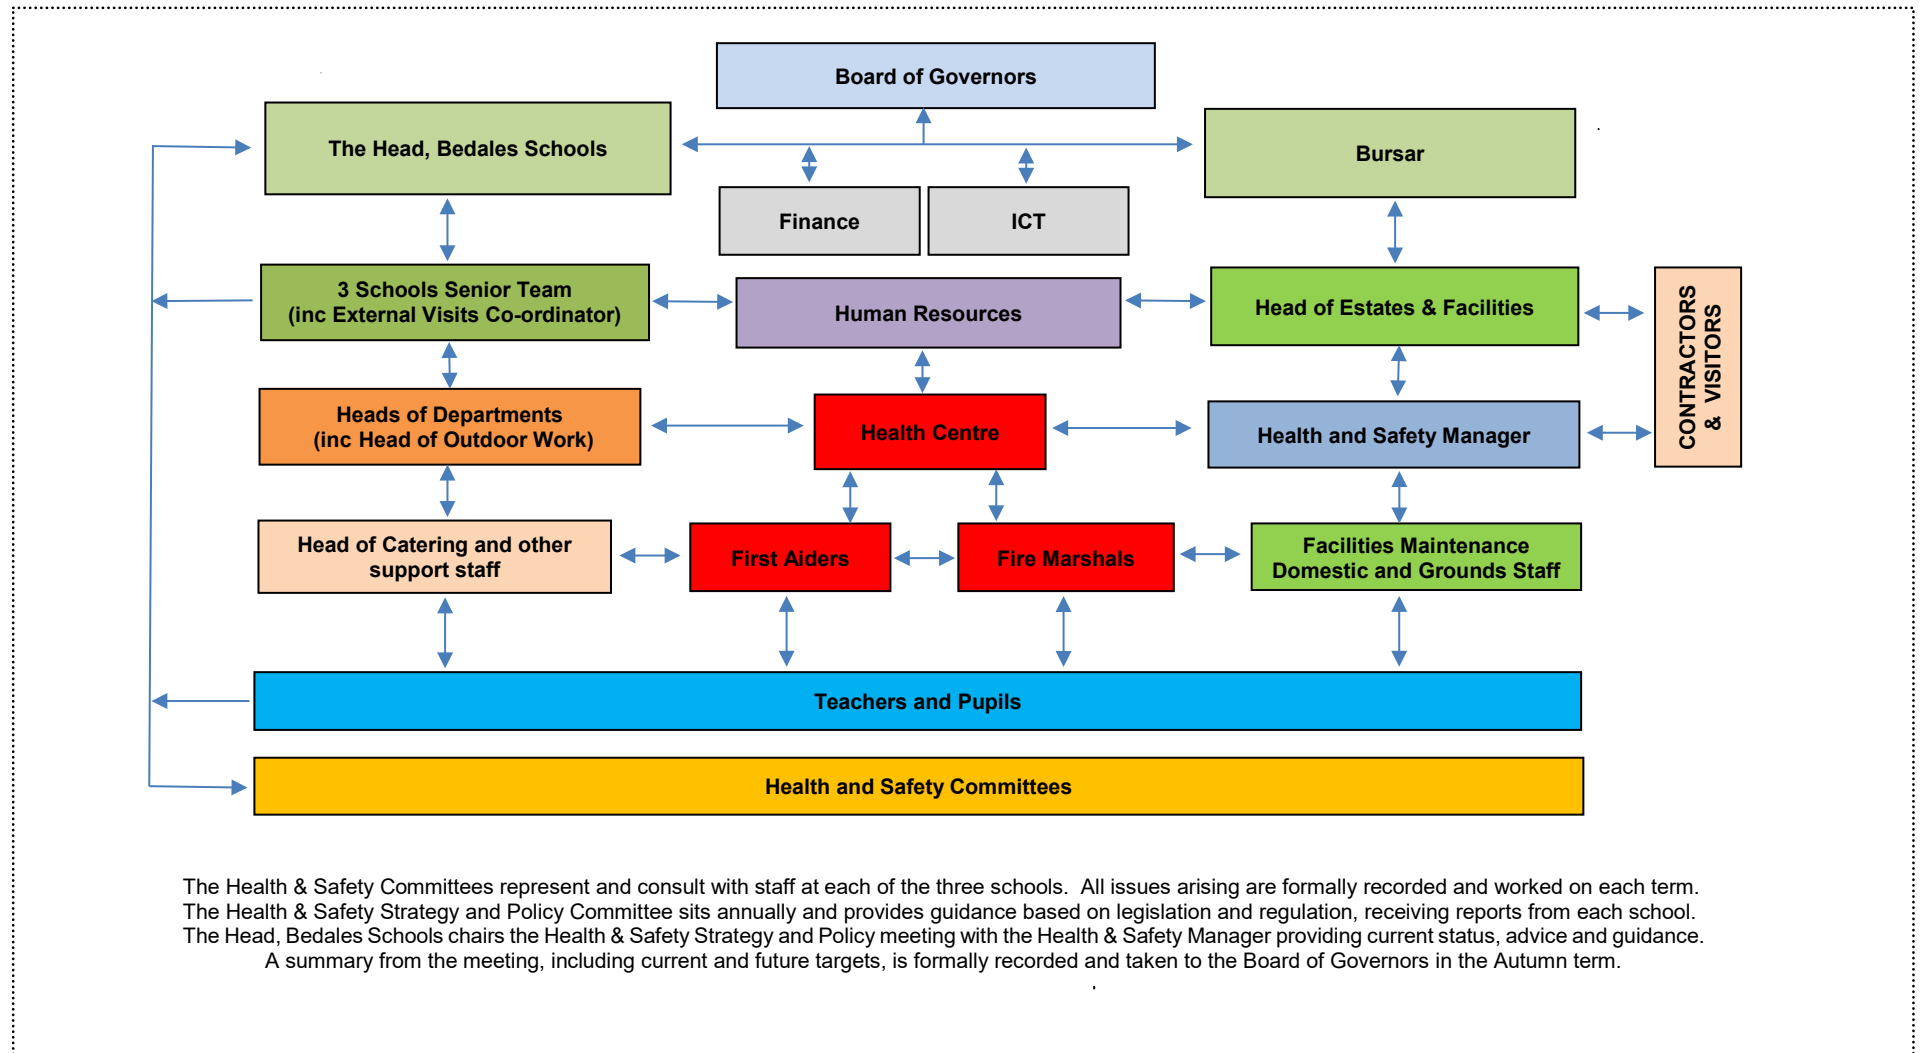 Board of Governors
The Head, Bedales Schools
Bursar
Finance
ICT
3 Schools Senior Team
(inc External Visits Co-ordinator)
Human Resources
Head of Estates & Facilities
CONTRACTORS
& VISITORS
Heads of Departments
(inc Head of Outdoor Work)
Health Centre
Health and Safety Manager
Head of Catering and other
support staff
First Aiders
Fire Marshals
Facilities Maintenance
Domestic and Grounds Staff
Teachers and Pupils
Health and Safety Committees
The Health & Safety Committees represent and consult with staff at each of the three schools.  All issues arising are formally recorded and worked on each term.
The Health & Safety Strategy and Policy Committee sits annually and provides guidance based on legislation and regulation, receiving reports from each school.
The Head, Bedales Schools chairs the Health & Safety Strategy and Policy meeting with the Health & Safety Manager providing current status, advice and guidance.
A summary from the meeting, including current and future targets, is formally recorded and taken to the Board of Governors in the Autumn term.